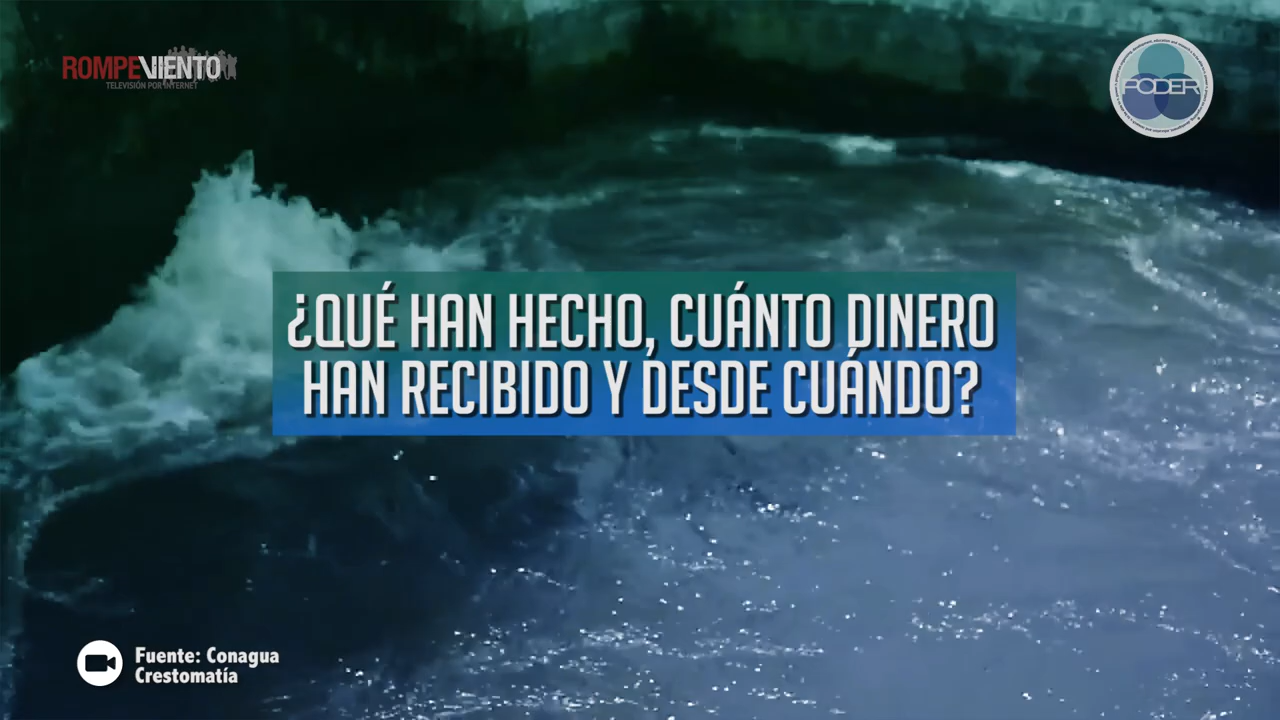 ROMPEVIENTO
TELEVISIÓN POR INTERNET
PODER
¿QUÉ HAN HECHO, CUÁNTO DINERO
HAN RECIBIDO Y DESDE CUÁNDO?
Fuente: Conagua
Crestomatía